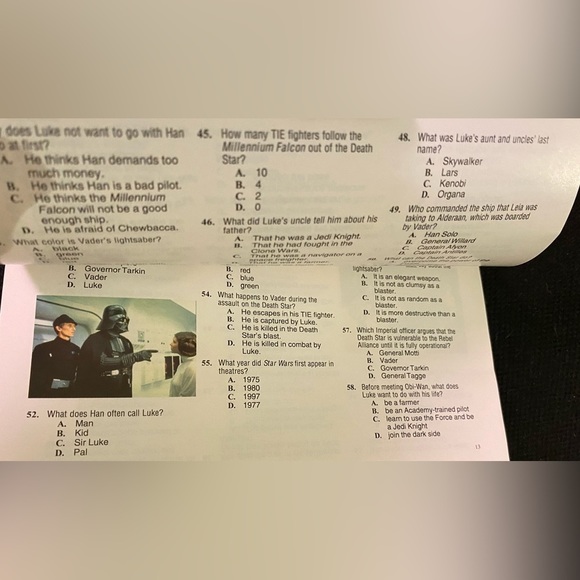 does Luke not want to go with Han
at first?
A. He thinks Han demands too
much money.
B. He thinks Han is a bad pilot.
C. He thinks the Millennium
Falcon will not be a good
enough ship.
D. He is afraid of Chewbacca.
What color is Vader's lightsaber?
A. black
B. green
45. How many TIE fighters follow the
Millennium Falcon out of the Death
Star?
A. 10
B. 4
C. 2
D. 0
46. What did Luke's uncle tell him about his
father?
A. That he was a Jedi Knight.
B. That he had fought in the
Clone Wars.
C. That he was a navigator on a
48. What was Luke's aunt and uncles' last
name?
A. Skywalker
B. Lars
C. Kenobi
D. Organa
49. Who commanded the ship that Leia was
taking to Alderaan, which was boarded
by Vader?
A. Han Solo
B. General Willard
C. Captain
D. Captain Antilles
B. Governor Tarkin
C. Vader
D. Luke
52. What does Han often call Luke?
A. Man
B. Kid
C. Sir Luke
D. Pal
B. red
C. blue
D. green
54. What happens to Vader during the
assault on the Death Star?
A. He escapes in his TIE fighter.
B. He is captured by Luke.
C. He is killed in the Death
Star's blast.
D. He is killed in combat by
Luke.
55. What year did Star Wars first appear in
theatres?
A. 1975
B. 1980
C. 1997
D. 1977
lightsaber?
A. It is an elegant weapon.
B. It is not as clumsy as a
blaster.
C. It is not as random as a
blaster.
D. It is more destructive than a
blaster.
57. Which Imperial officer argues that the
Death Star is vulnerable to the Rebel
Alliance until it is fully operational?
A. General Motti
B. Vader
C. Governor Tarkin
D. General Tagge
58. Before meeting Obi-Wan, what does
Luke want to do with his life?
A. be a farmer
B. be an Academy-trained pilot
C. learn to use the Force and be
a Jedi Knight
D. join the dark side
13